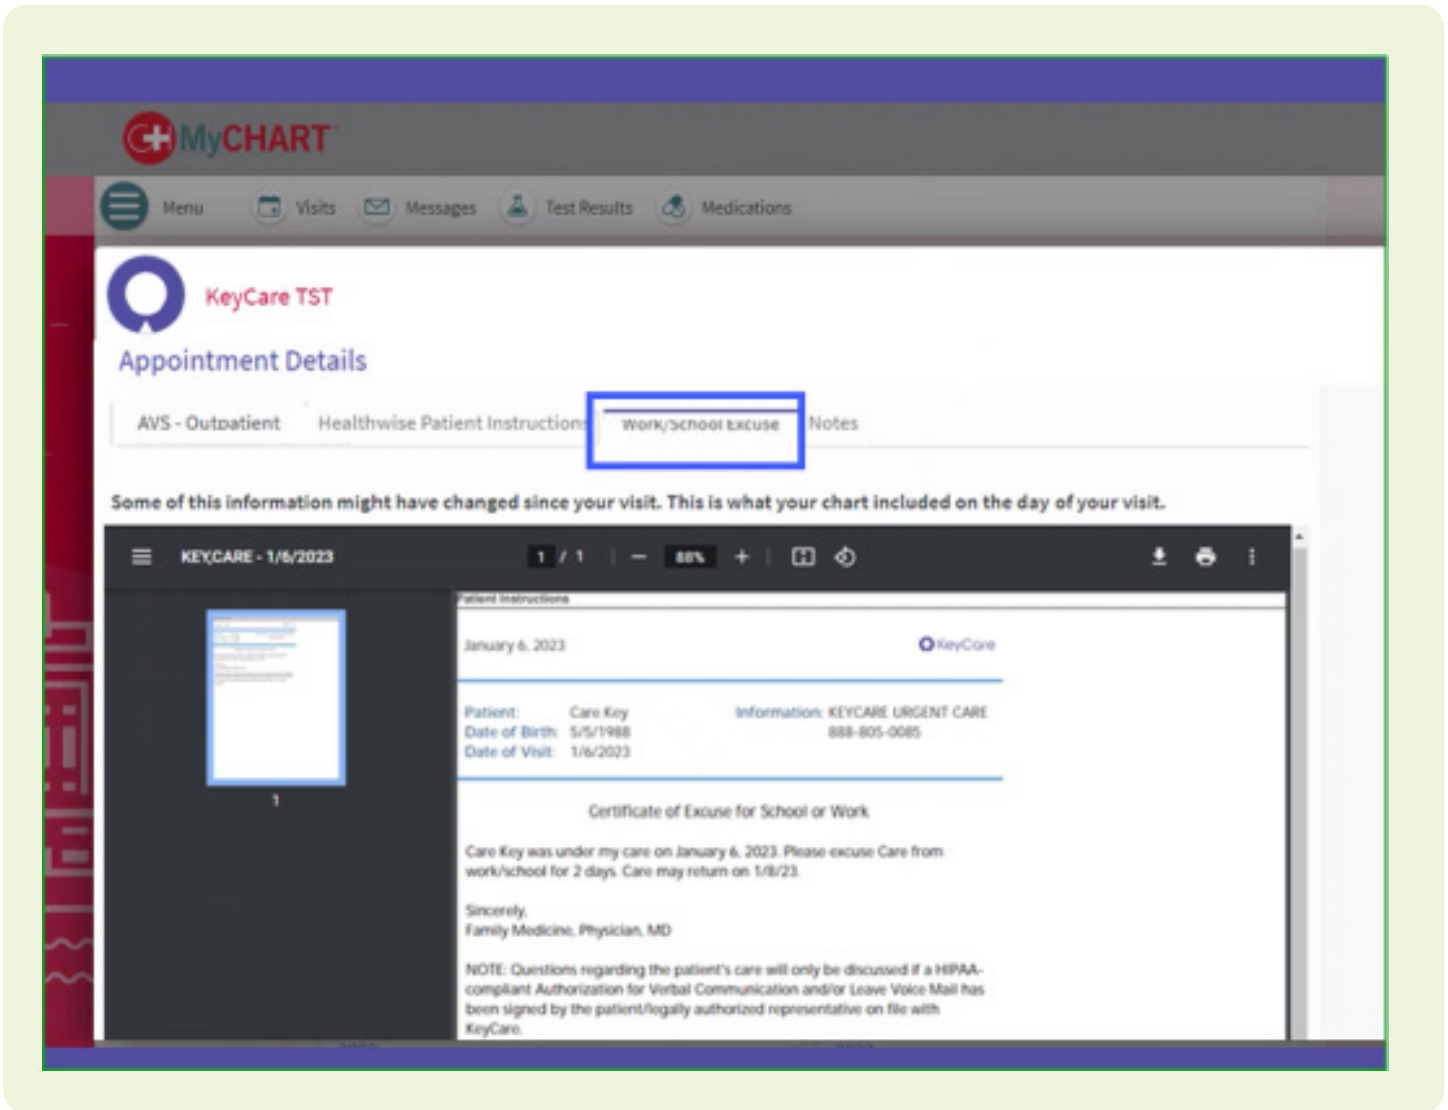 MyCHART
Menu Visits Messages Test Results Medications
KeyCare TST
Appointment Details
AVS - Outpatient Healthwise Patient Instructions Work/School Excuse Notes
Some of this information might have changed since your visit. This is what your chart included on the day of your visit.
KEYCARE - 1/6/2023 1 / 1 88%
Patient Instructions
January 6, 2023 KeyCare
Patient: Care Key Information: KEYCARE URGENT CARE
Date of Birth: 5/5/1988 888-805-0085
Date of Visit: 1/6/2023
1
Certificate of Excuse for School or Work
Care Key was under my care on January 6, 2023. Please excuse Care from
work/school for 2 days. Care may return on 1/8/23.
Sincerely,
Family Medicine, Physician, MD
NOTE: Questions regarding the patient's care will only be discussed if a HIPAA-
compliant Authorization for Verbal Communication and/or Leave Voice Mail has
been signed by the patient/legally authorized representative on file with
KeyCare.